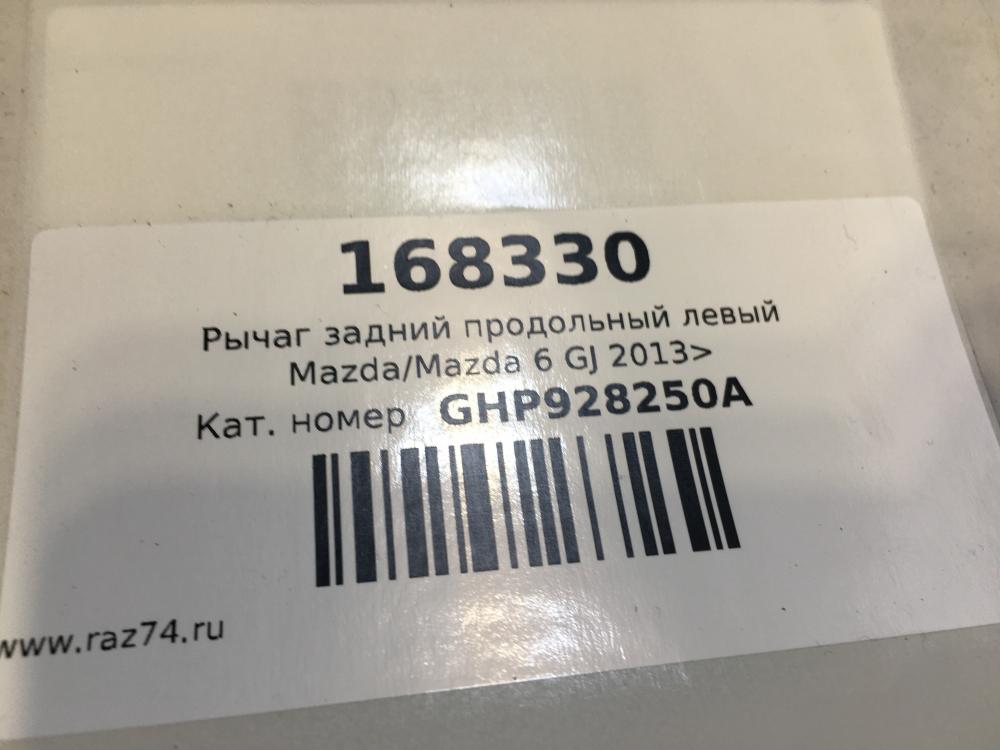 168330
Рычаг задний продольный левый
Mazda/Mazda 6 GJ 2013>
Кат. номер GHP928250A
www.raz74.ru